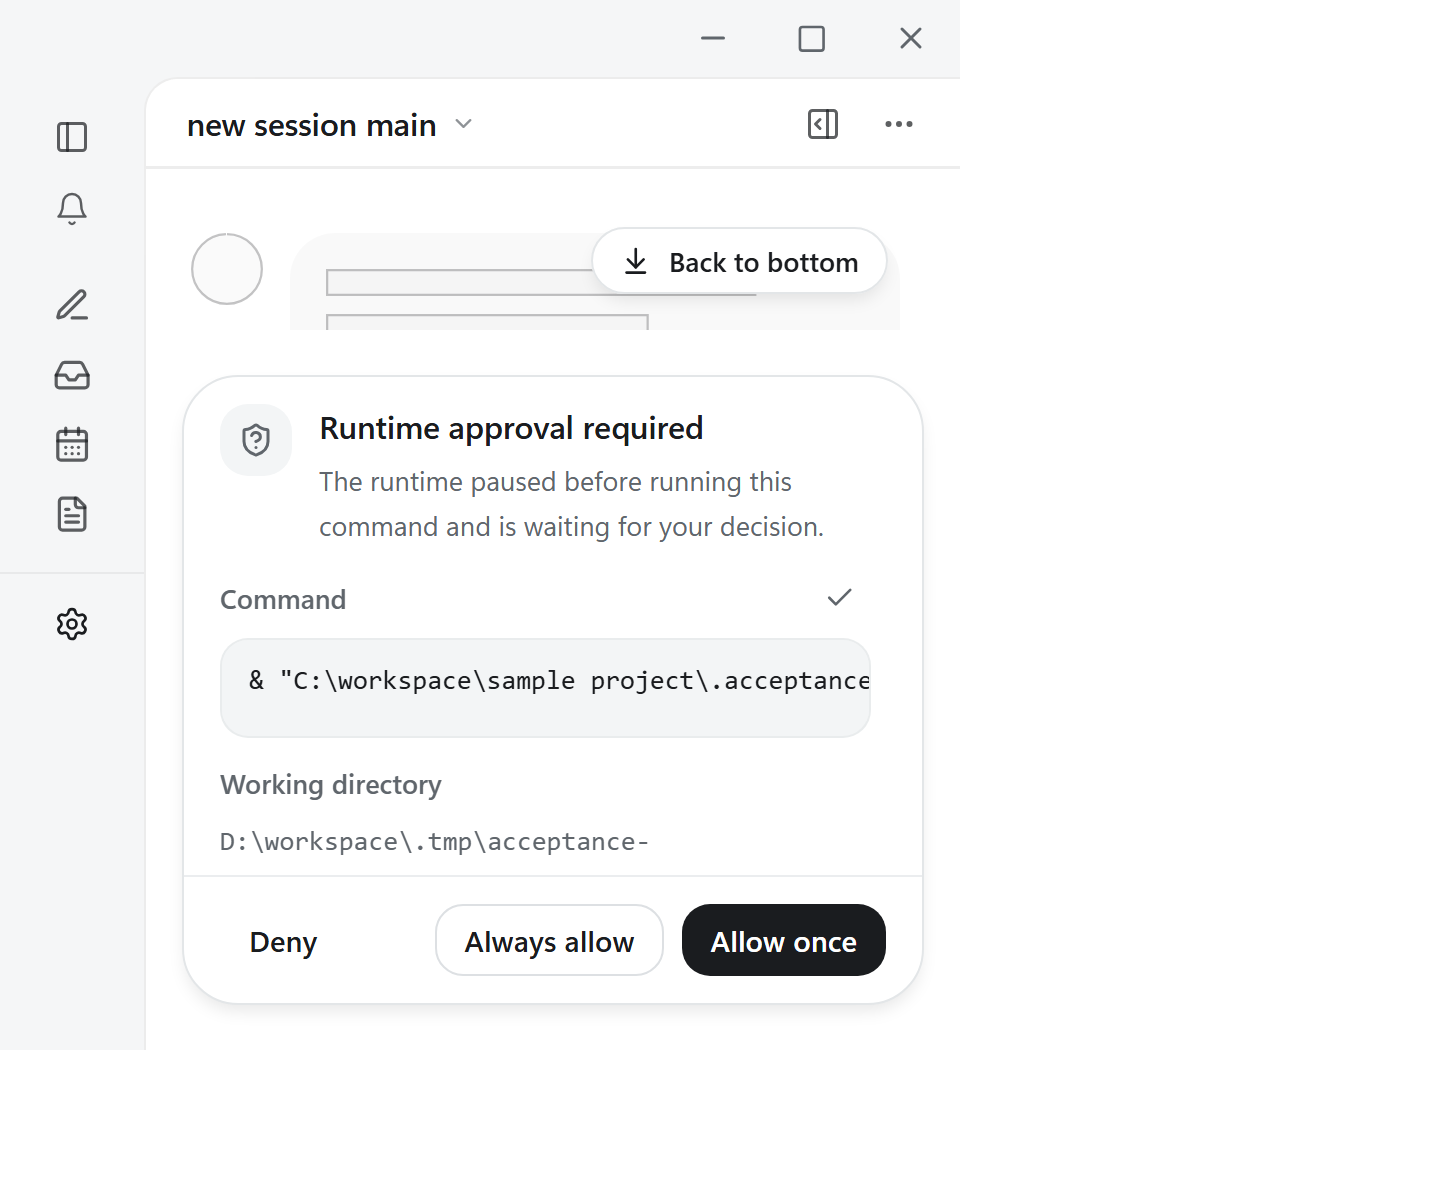 new session main
Back to bottom
Runtime approval required
The runtime paused before running this
command and is waiting for your decision.
Command
& "C:\workspace\sample project\.acceptance
Working directory
D:\workspace\.tmp\acceptance-
Deny
Always allow
Allow once